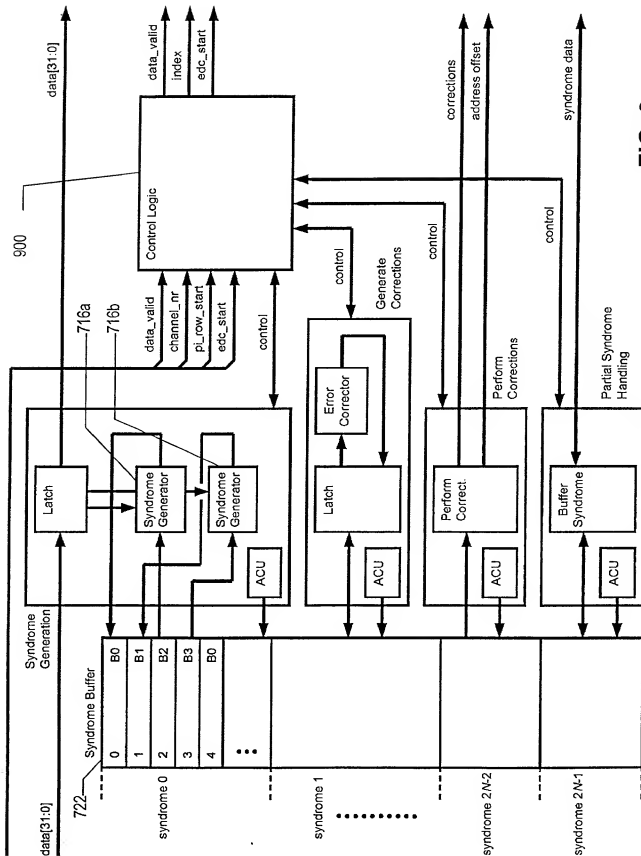 data[31:0]
data[31:0]
900
716a
716b
722
Syndrome
Generation
Latch
Syndrome
Generator
Syndrome
Generator
ACU
data_valid
channel_nr
pi_row_start
edc_start
control
Control Logic
data_valid
index
edc_start
Syndrome Buffer
0 B0
1 B1
2 B2
3 B3
4 B0
syndrome 0
syndrome 1
syndrome 2N-2
syndrome 2N-1
Generate
Corrections
Latch
Error
Corrector
ACU
control
Perform
Corrections
Perform
Correct.
ACU
control
corrections
address offset
Partial Syndrome
Handling
Buffer
Syndrome
ACU
control
syndrome data